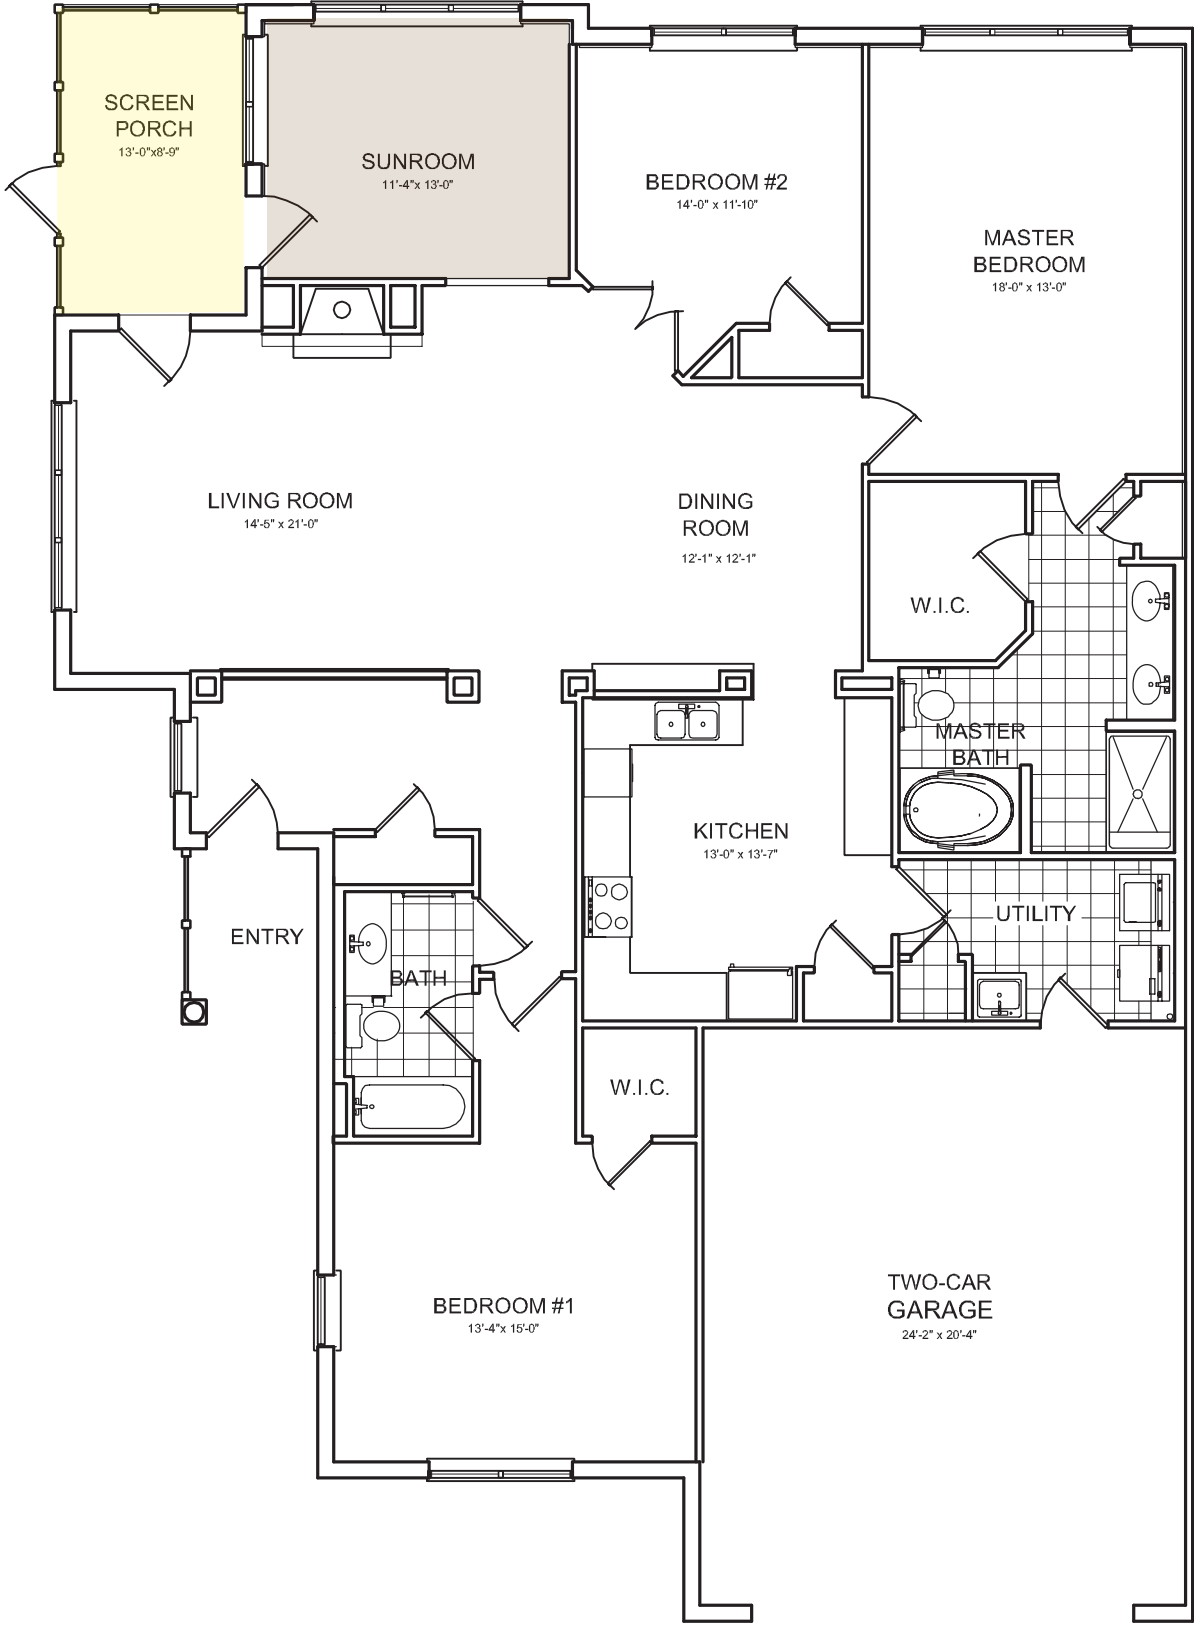 SCREEN
PORCH
13'-0"x8'-9"
SUNROOM
11'-4"x 13'-0"
BEDROOM #2
14'-0" x 11'-10"
MASTER
BEDROOM
18'-0" x 13'-0"
LIVING ROOM
14'-5" x 21'-0"
DINING
ROOM
12'-1" x 12'-1"
W.I.C.
MASTER
BATH
KITCHEN
13'-0" x 13'-7"
UTILITY
ENTRY
BATH
W.I.C.
BEDROOM #1
13'-4"x 15'-0"
TWO-CAR
GARAGE
24'-2" x 20'-4"